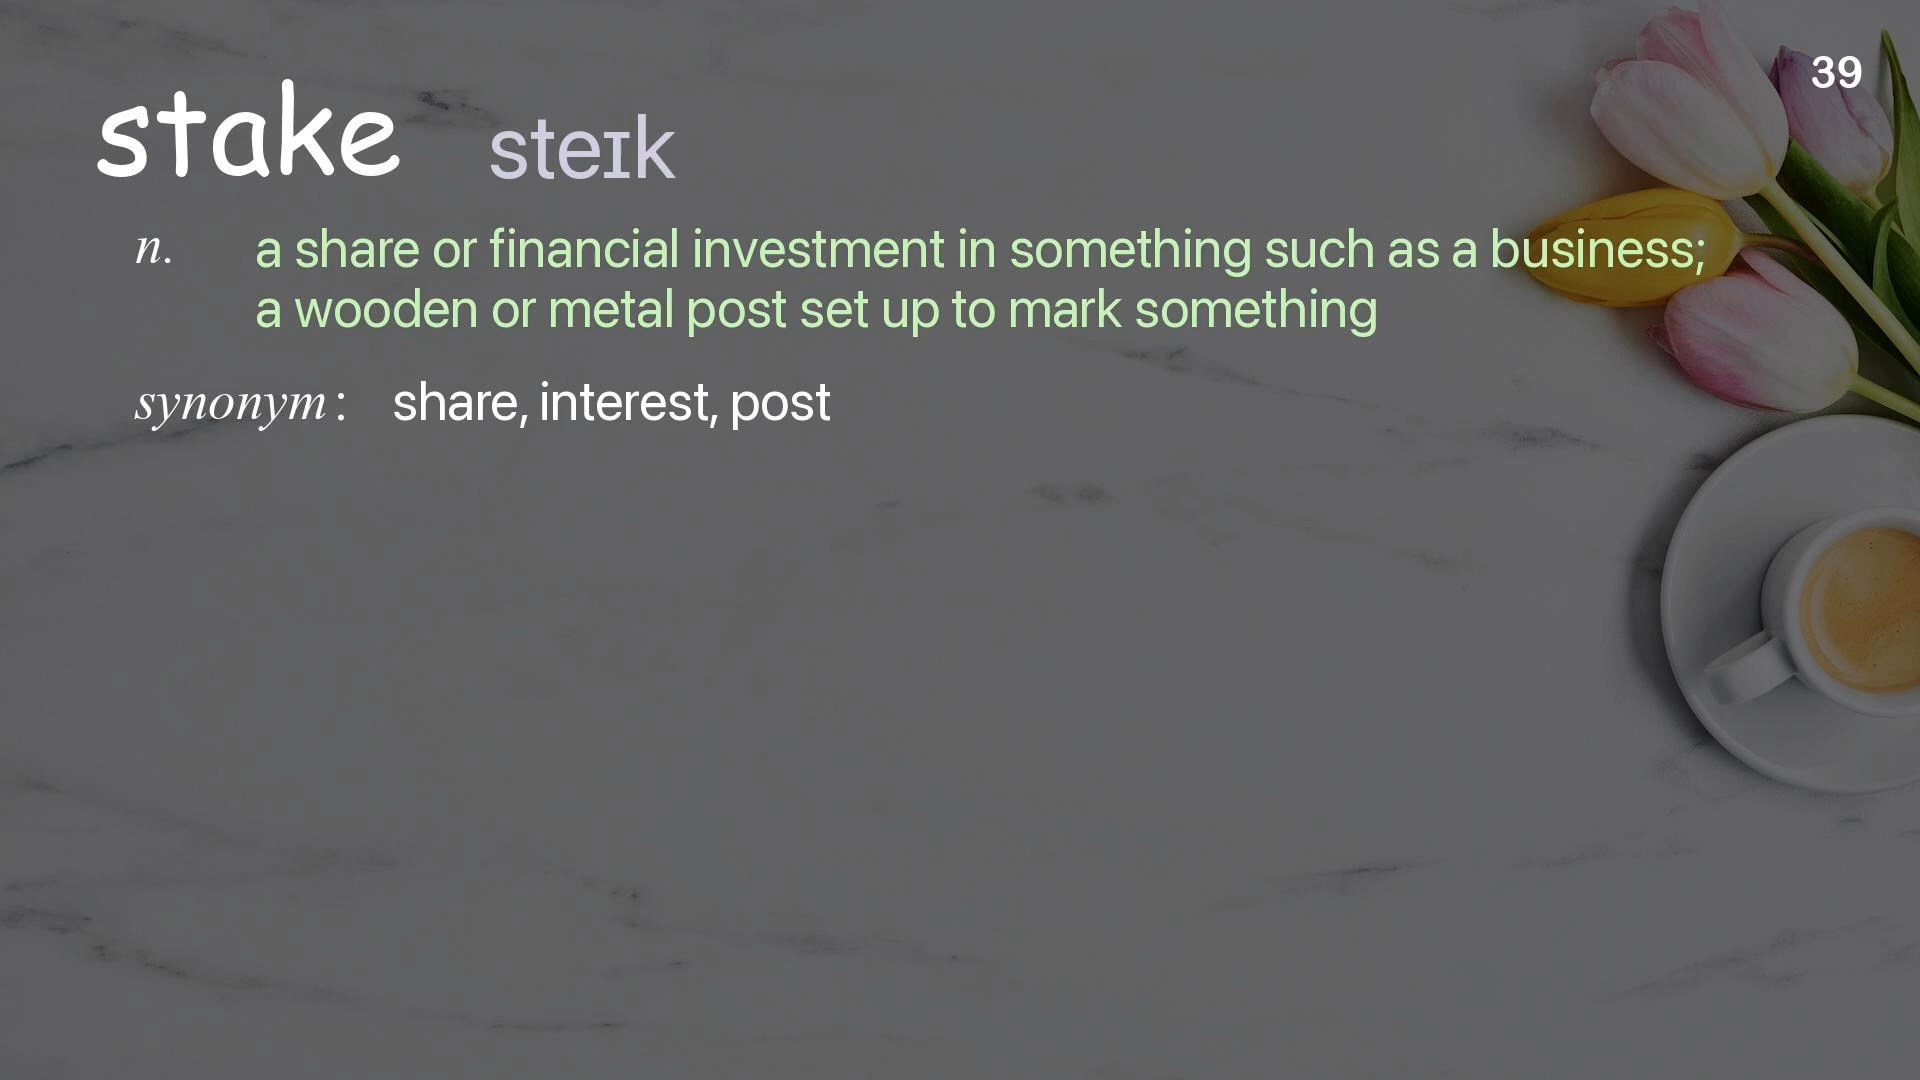 39
stake steɪk
n. a share or financial investment in something such as a business;
a wooden or metal post set up to mark something
synonym: share, interest, post